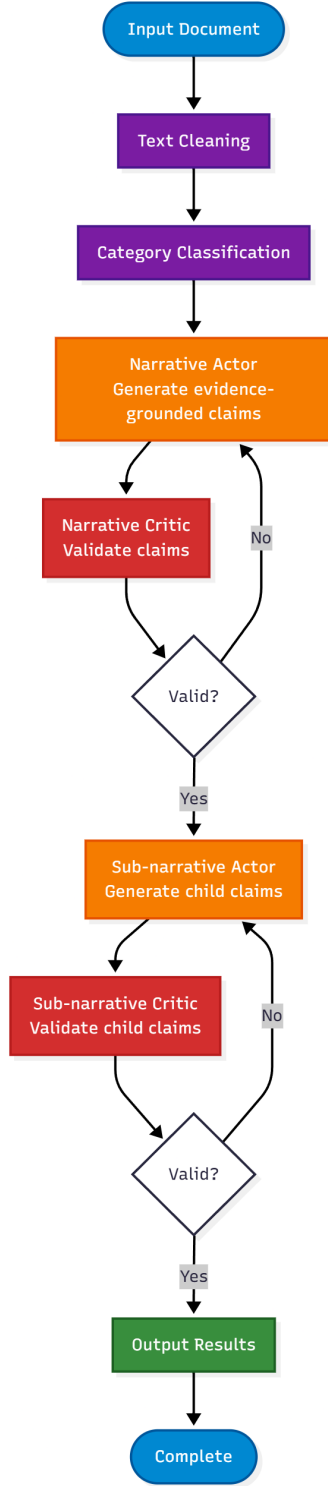 Input Document
Text Cleaning
Category Classification
Narrative Actor
Generate evidence-
grounded claims
Narrative Critic
Validate claims
No
Valid?
Yes
Sub-narrative Actor
Generate child claims
Sub-narrative Critic
Validate child claims
No
Valid?
Yes
Output Results
Complete